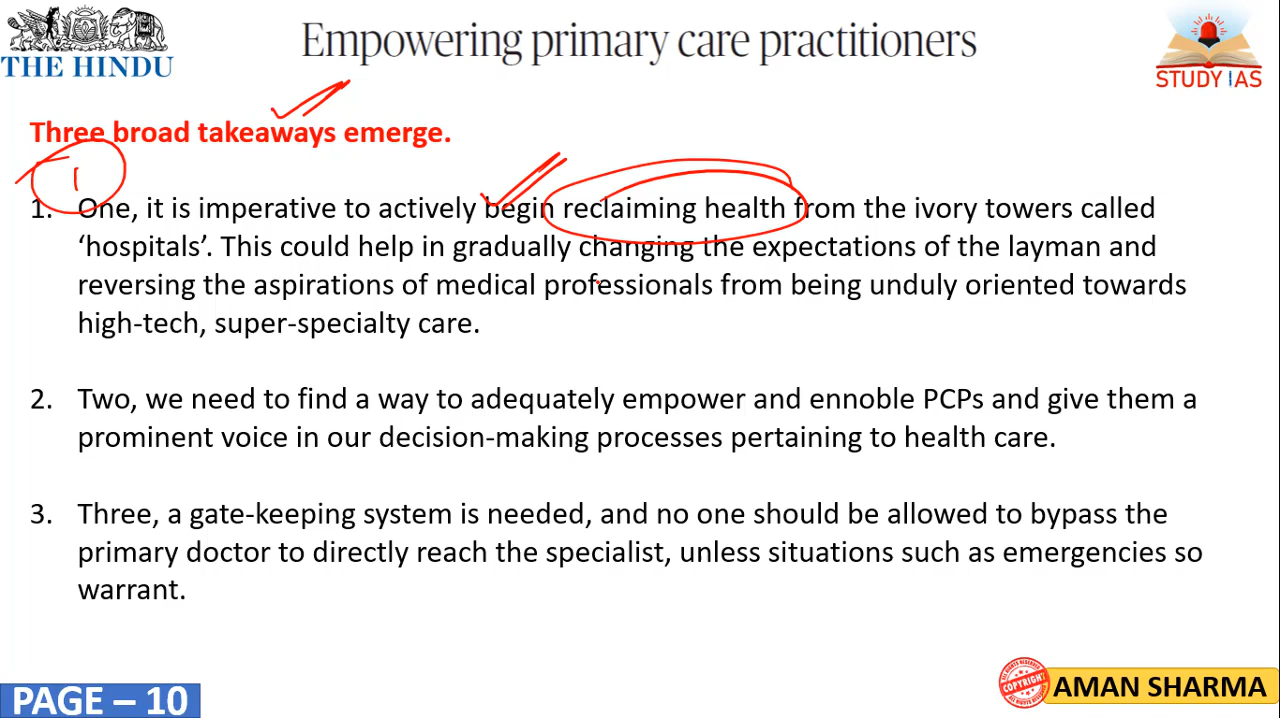 THE HINDU
Empowering primary care practitioners
STUDY IAS
Three broad takeaways emerge.
1
1. One, it is imperative to actively begin reclaiming health from the ivory towers called
‘hospitals’. This could help in gradually changing the expectations of the layman and
reversing the aspirations of medical professionals from being unduly oriented towards
high-tech, super-specialty care.
2. Two, we need to find a way to adequately empower and ennoble PCPs and give them a
prominent voice in our decision-making processes pertaining to health care.
3. Three, a gate-keeping system is needed, and no one should be allowed to bypass the
primary doctor to directly reach the specialist, unless situations such as emergencies so
warrant.
PAGE – 10
COPYRIGHT
AMAN SHARMA